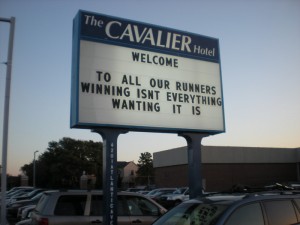 The CAVALIER Hotel
WELCOME
TO ALL OUR RUNNERS
WINNING ISNT EVERYTHING
WANTING IT IS